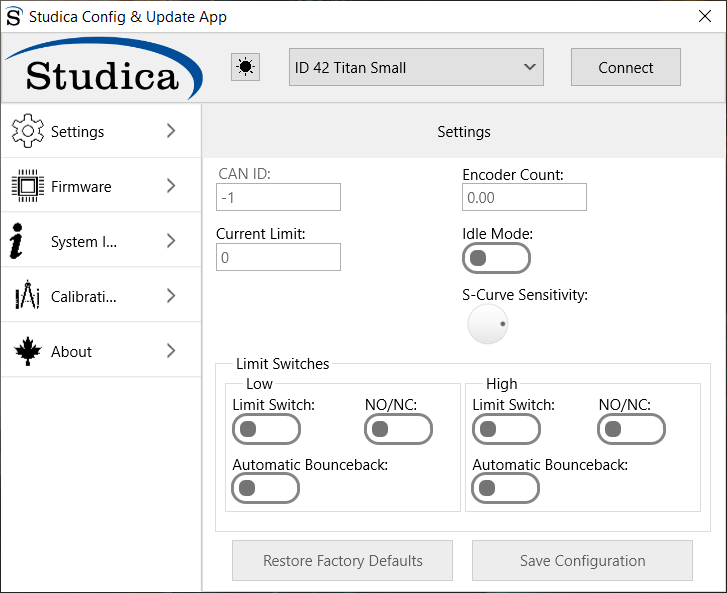 Studica Config & Update App
Studica
ID 42 Titan Small
Connect
Settings
Firmware
System I...
Calibrati...
About
Settings
CAN ID:
-1
Encoder Count:
0.00
Current Limit:
0
Idle Mode:
S-Curve Sensitivity:
Limit Switches
Low
Limit Switch:
NO/NC:
Automatic Bounceback:
High
Limit Switch:
NO/NC:
Automatic Bounceback:
Restore Factory Defaults
Save Configuration